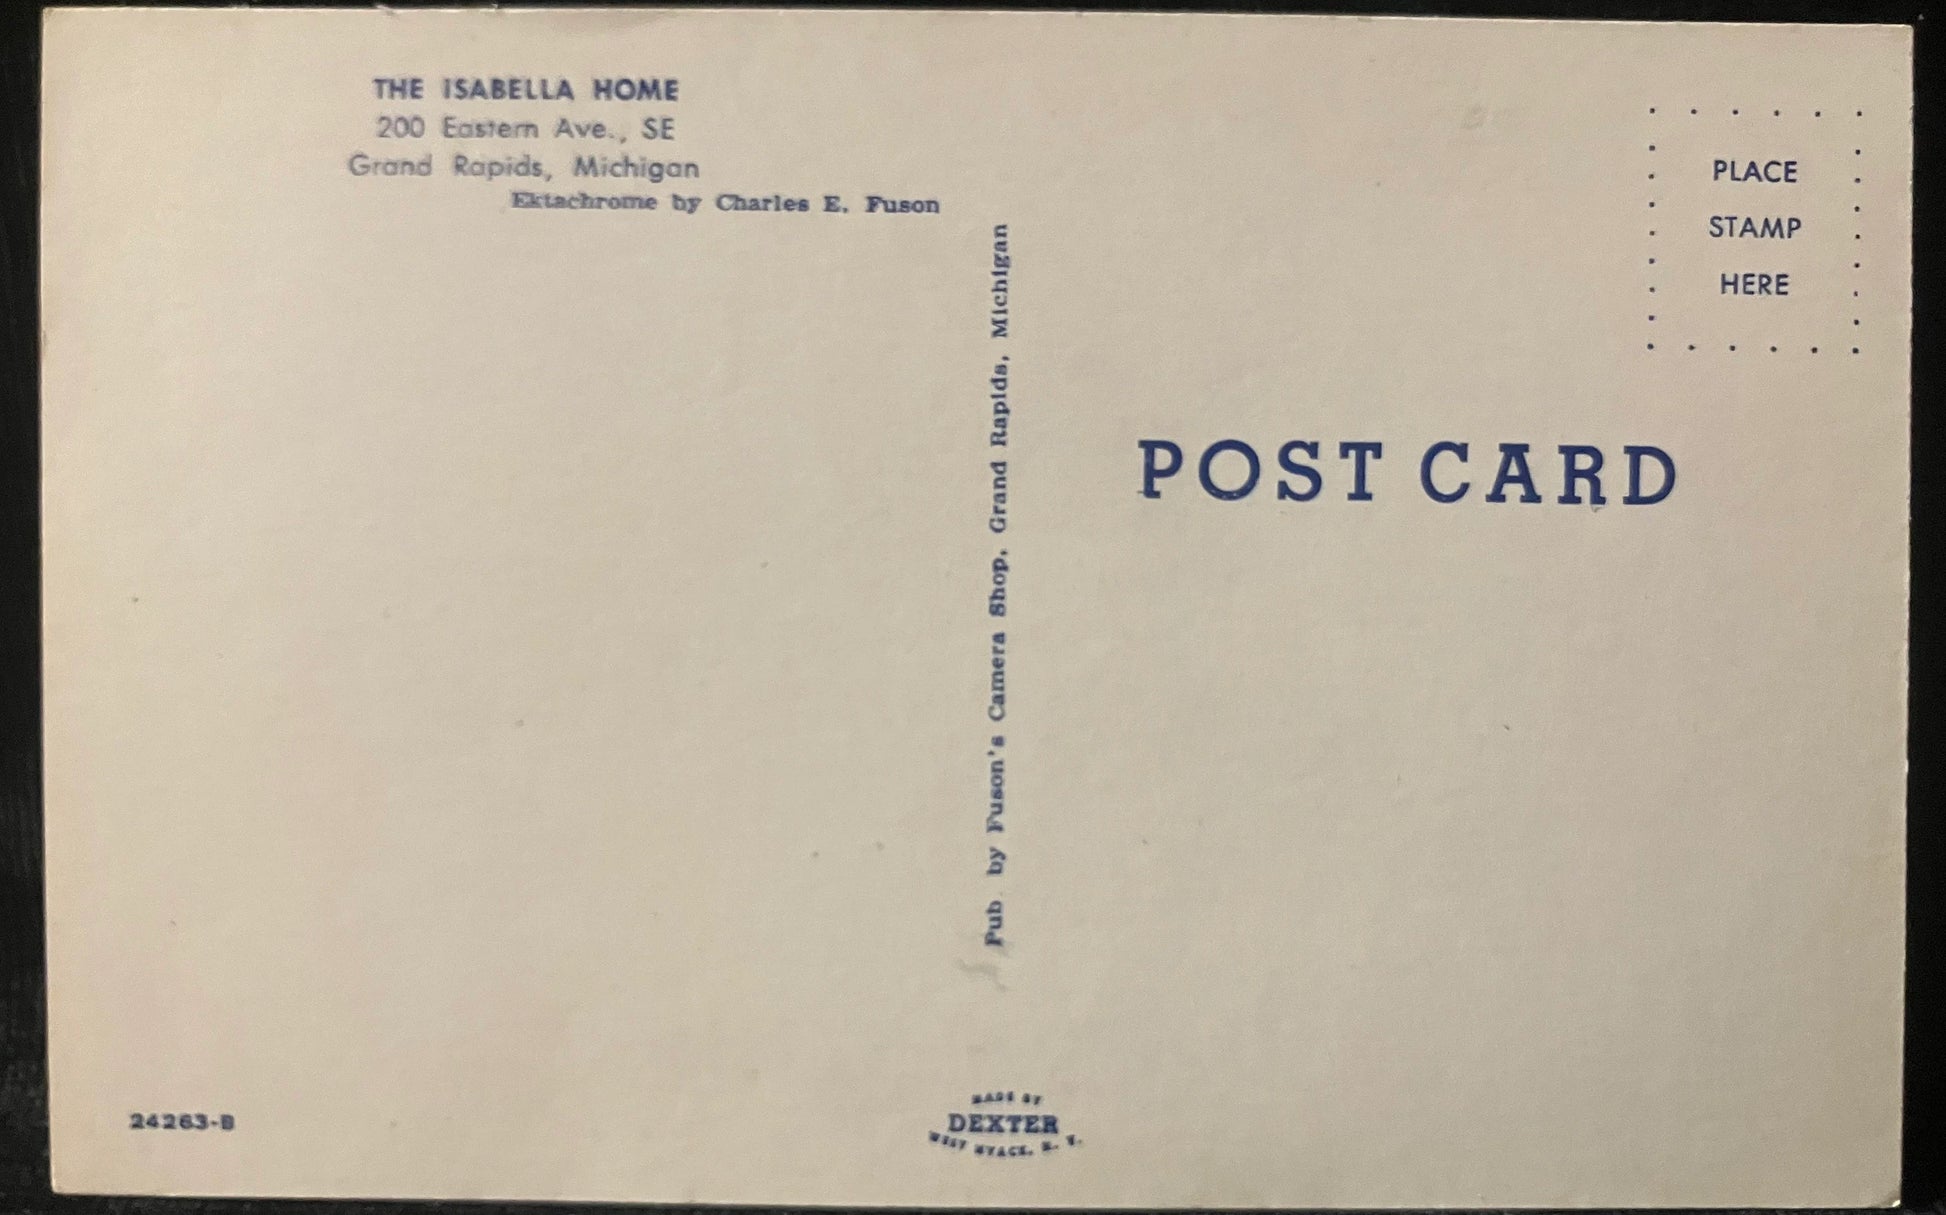 THE ISABELLA HOME
200 Eastern Ave., SE
Grand Rapids, Michigan
Ektachrome by Charles E. Fuson
Pub. by Fuson's Camera Shop, Grand Rapids, Michigan
PLACE
STAMP
HERE
POST CARD
24263-B
MADE BY
DEXTER
WEST NYACK, N. Y.